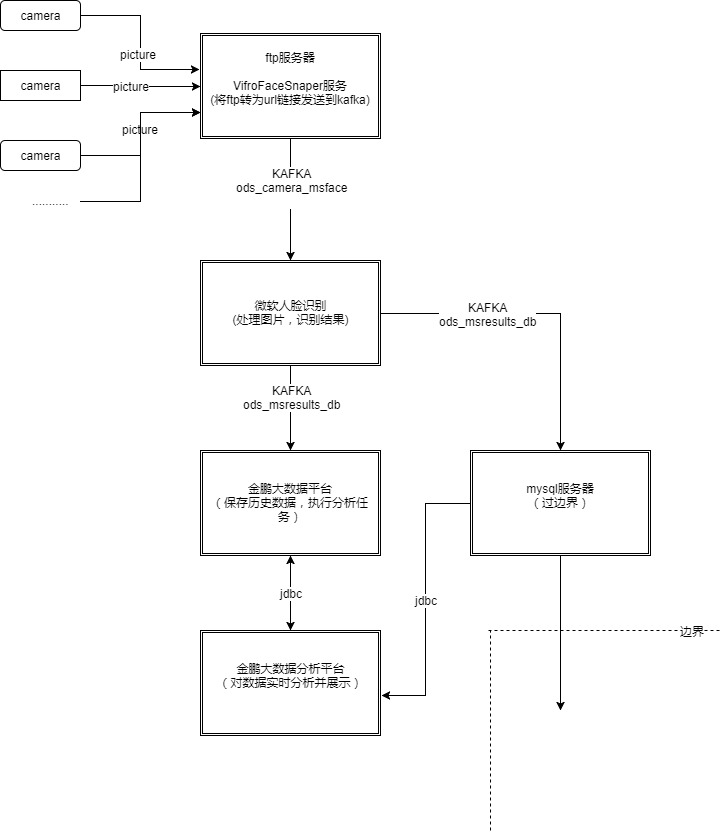 camera
picture
ftp服务器
camera
picture
VifroFaceSnaper服务
(将ftp转为url链接发送到kafka)
picture
camera
...........
KAFKA
ods_camera_msface
微软人脸识别
(处理图片，识别结果)
KAFKA
ods_msresults_db
KAFKA
ods_msresults_db
金鹏大数据平台
（保存历史数据，执行分析任
务）
mysql服务器
（过边界）
jdbc
jdbc
边界
金鹏大数据分析平台
（对数据实时分析并展示）